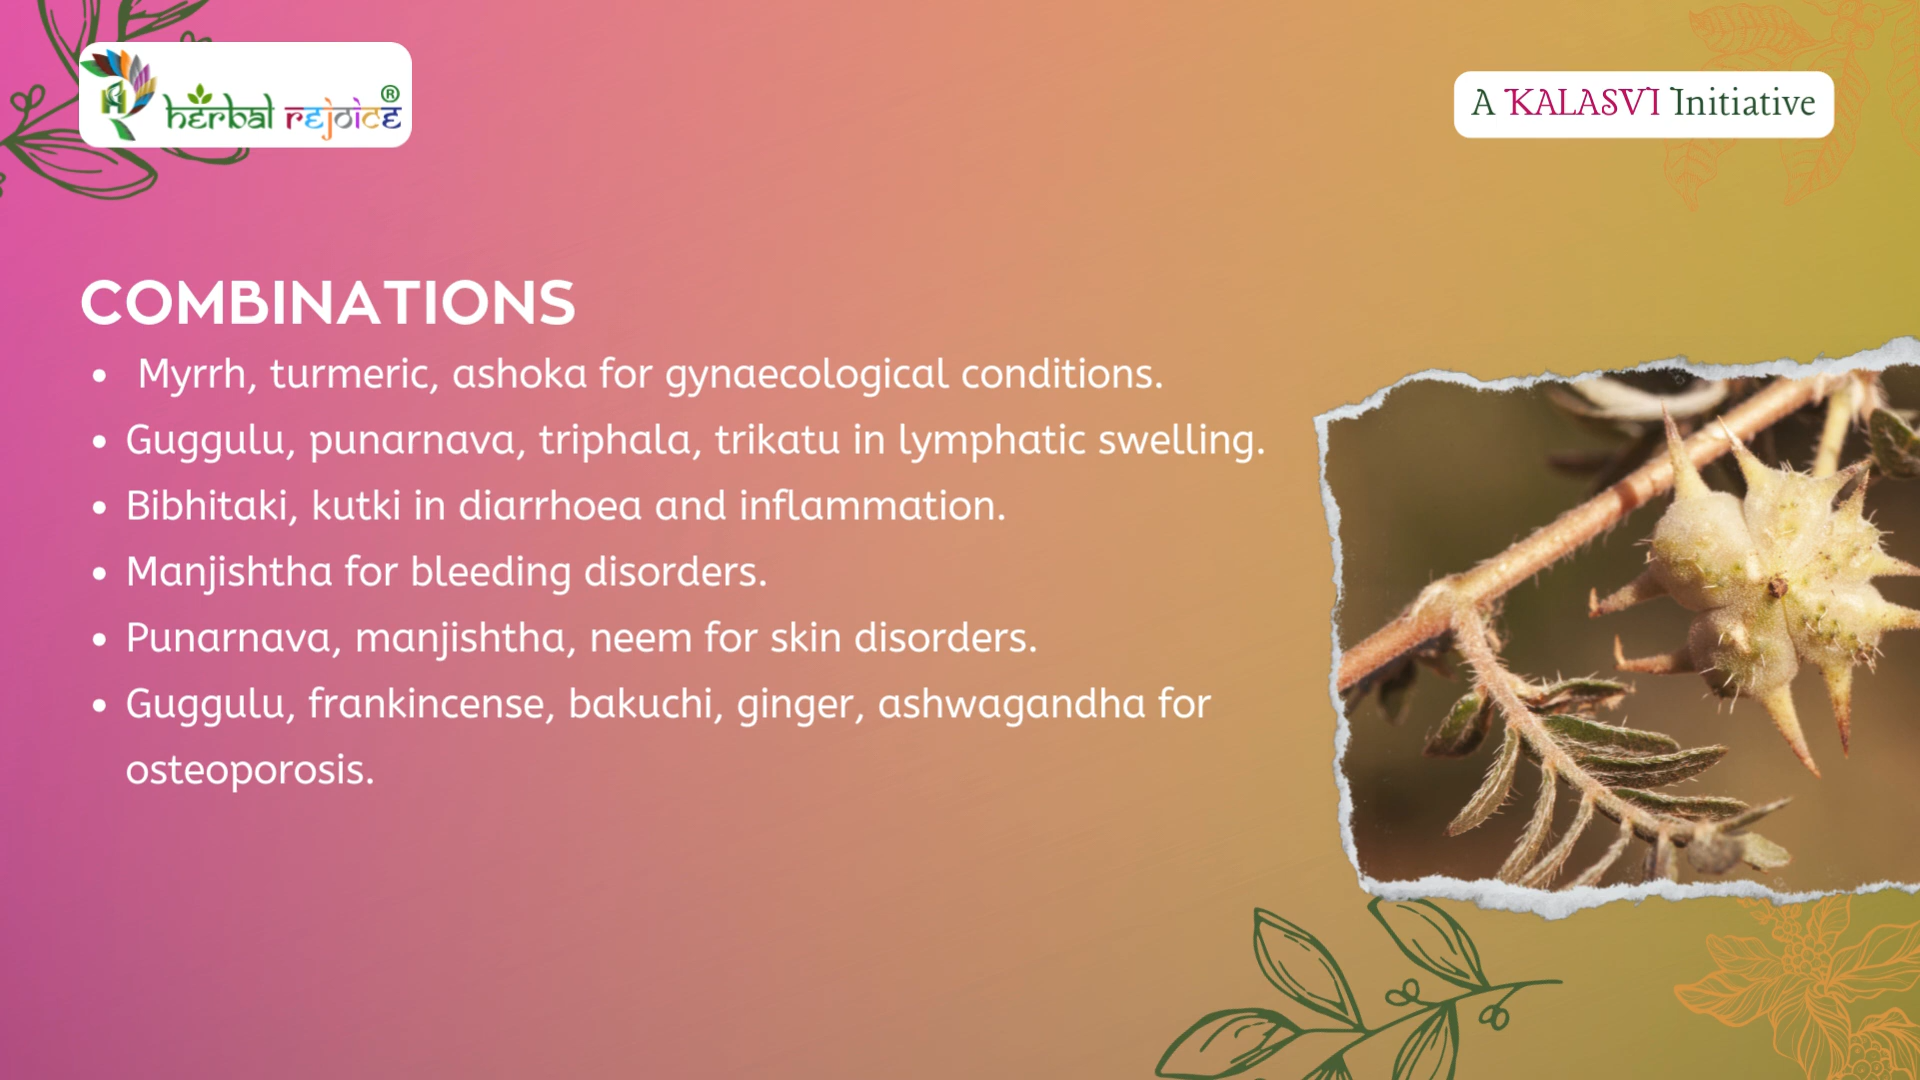 herbal rejoice®
A KALASVI Initiative
COMBINATIONS
• Myrrh, turmeric, ashoka for gynaecological conditions.
• Guggulu, punarnava, triphala, trikatu in lymphatic swelling.
• Bibhitaki, kutki in diarrhoea and inflammation.
• Manjishtha for bleeding disorders.
• Punarnava, manjishtha, neem for skin disorders.
• Guggulu, frankincense, bakuchi, ginger, ashwagandha for
osteoporosis.